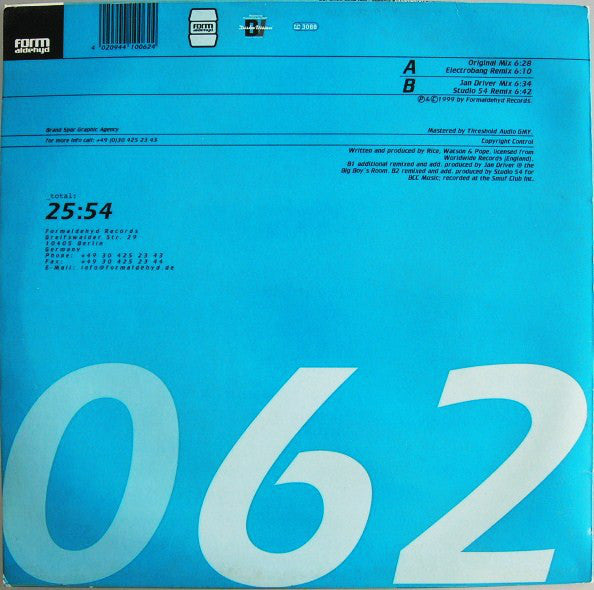 FORM
aldehyd
4 020944 100624
FORM
aldehyd
LC 3088
A
Original Mix 6:28
Electrobang Remix 6:10
B
Jan Driver Mix 6:34
Studio 54 Remix 6:42
℗&©1999 by Formaldehyd Records
Brand Spor Graphic Agency
Mastered by Threshold Audio GMY.
For more info call: +49 (0)30 425 23 43
Copyright Control
Written and produced by Rico, Watson & Pope, licensed from
Worldwide Records (England).
B1 additional remixed and add. produced by Jan Driver @ the
Big Boy's Room. B2 remixed and add. produced by Studio 54 for
BCC Music; recorded at the Smuf Club Inc.
_total:
25:54
Formaldehyd Records
Greifswalder Str. 29
10405 Berlin
Germany
Phone: +49 30 425 23 43
Fax: +49 30 425 23 44
E-Mail: info@formaldehyd.de
062